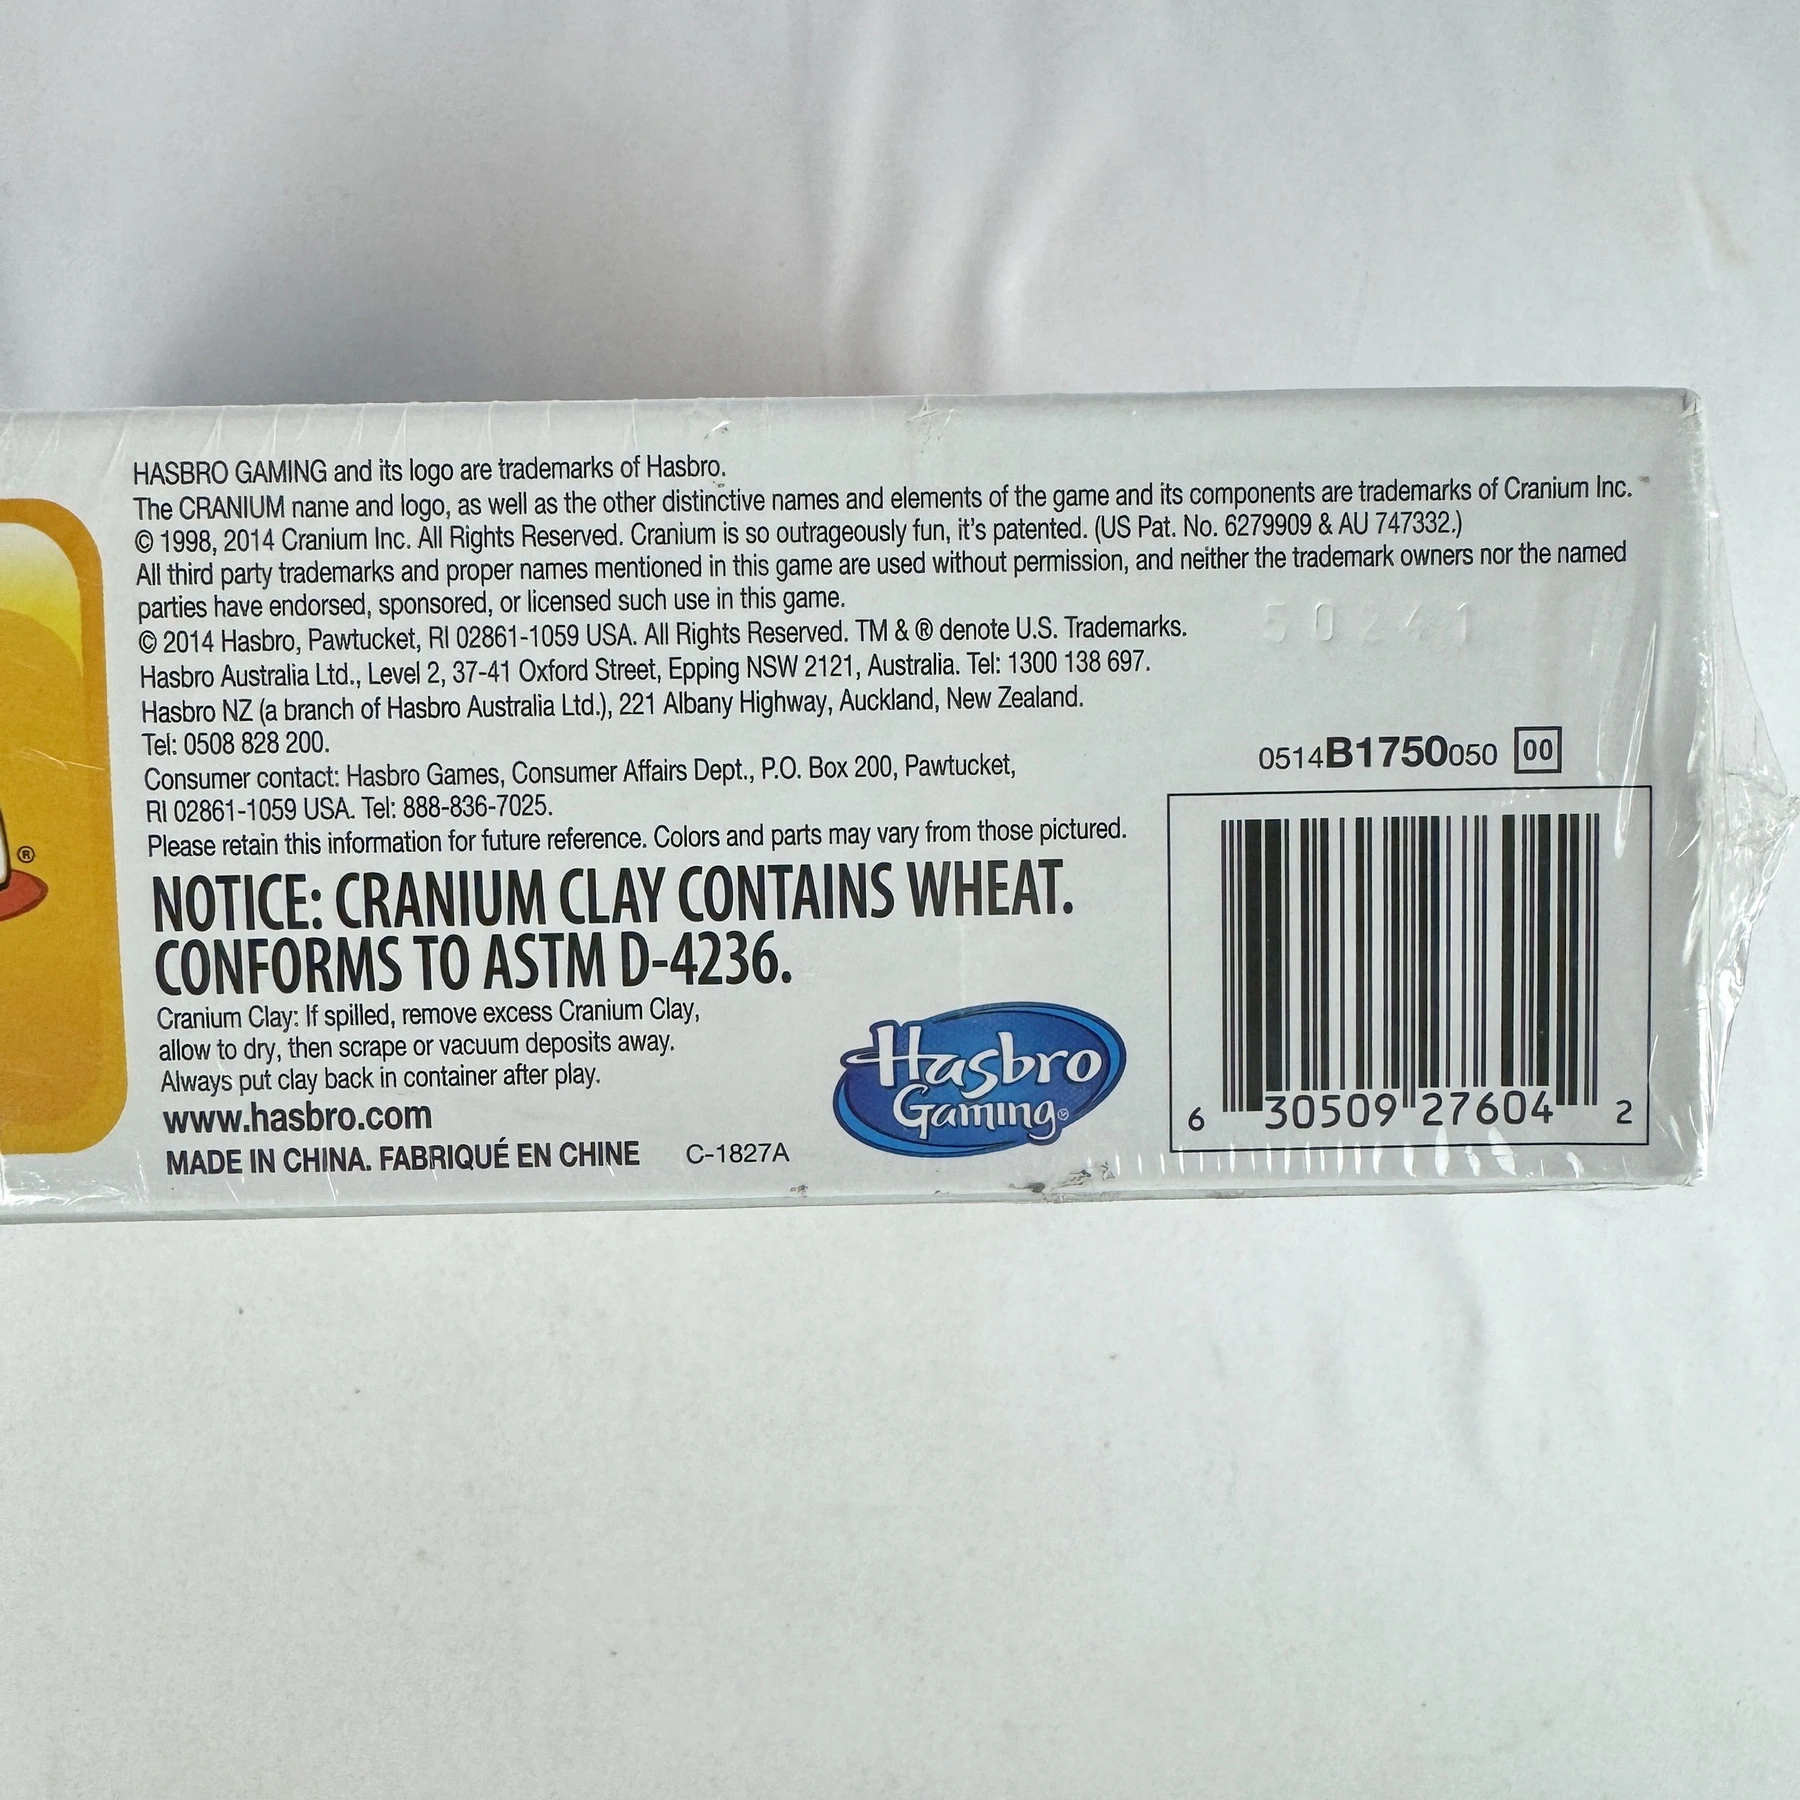 HASBRO GAMING and its logo are trademarks of Hasbro.
The CRANIUM name and logo, as well as the other distinctive names and elements of the game and its components are trademarks of Cranium Inc.
© 1998, 2014 Cranium Inc. All Rights Reserved. Cranium is so outrageously fun, it's patented. (US Pat. No. 6279909 & AU 747332.)
All third party trademarks and proper names mentioned in this game are used without permission, and neither the trademark owners nor the named
parties have endorsed, sponsored, or licensed such use in this game.
© 2014 Hasbro, Pawtucket, RI 02861-1059 USA. All Rights Reserved. TM & ® denote U.S. Trademarks.
50241
Hasbro Australia Ltd., Level 2, 37-41 Oxford Street, Epping NSW 2121, Australia. Tel: 1300 138 697.
Hasbro NZ (a branch of Hasbro Australia Ltd.), 221 Albany Highway, Auckland, New Zealand.
Tel: 0508 828 200.
Consumer contact: Hasbro Games, Consumer Affairs Dept., P.O. Box 200, Pawtucket,
RI 02861-1059 USA. Tel: 888-836-7025.
Please retain this information for future reference. Colors and parts may vary from those pictured.
0514B1750050 00
®
NOTICE: CRANIUM CLAY CONTAINS WHEAT.
CONFORMS TO ASTM D-4236.
Cranium Clay: If spilled, remove excess Cranium Clay,
allow to dry, then scrape or vacuum deposits away.
Always put clay back in container after play.
www.hasbro.com
MADE IN CHINA. FABRIQUÉ EN CHINE C-1827A
Hasbro
Gaming®
6 30509 27604 2